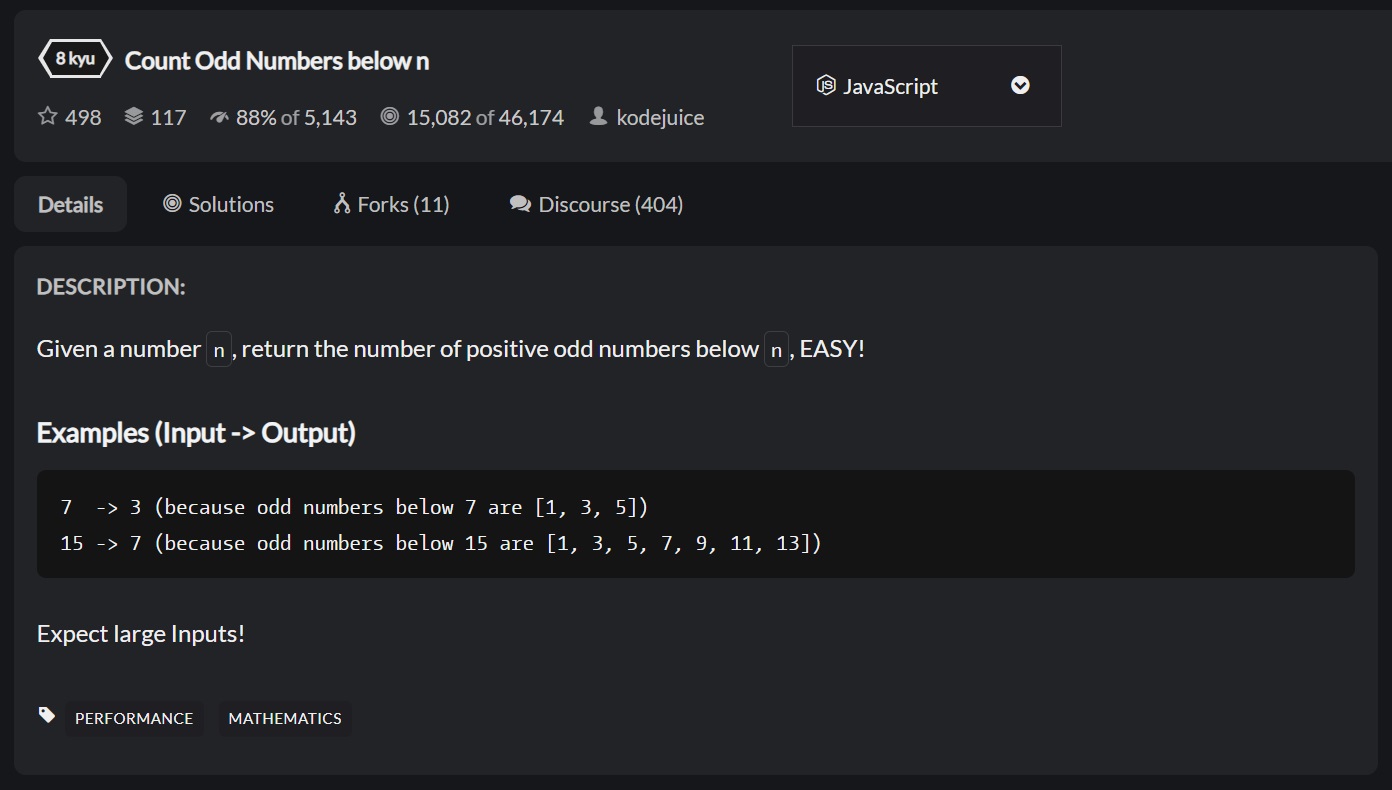 8 kyu Count Odd Numbers below n
JS JavaScript
498 117 88% of 5,143 15,082 of 46,174 kodejuice
Details Solutions Forks (11) Discourse (404)
DESCRIPTION:
Given a number n, return the number of positive odd numbers below n, EASY!
Examples (Input -> Output)
7  -> 3 (because odd numbers below 7 are [1, 3, 5])
15 -> 7 (because odd numbers below 15 are [1, 3, 5, 7, 9, 11, 13])
Expect large Inputs!
PERFORMANCE MATHEMATICS